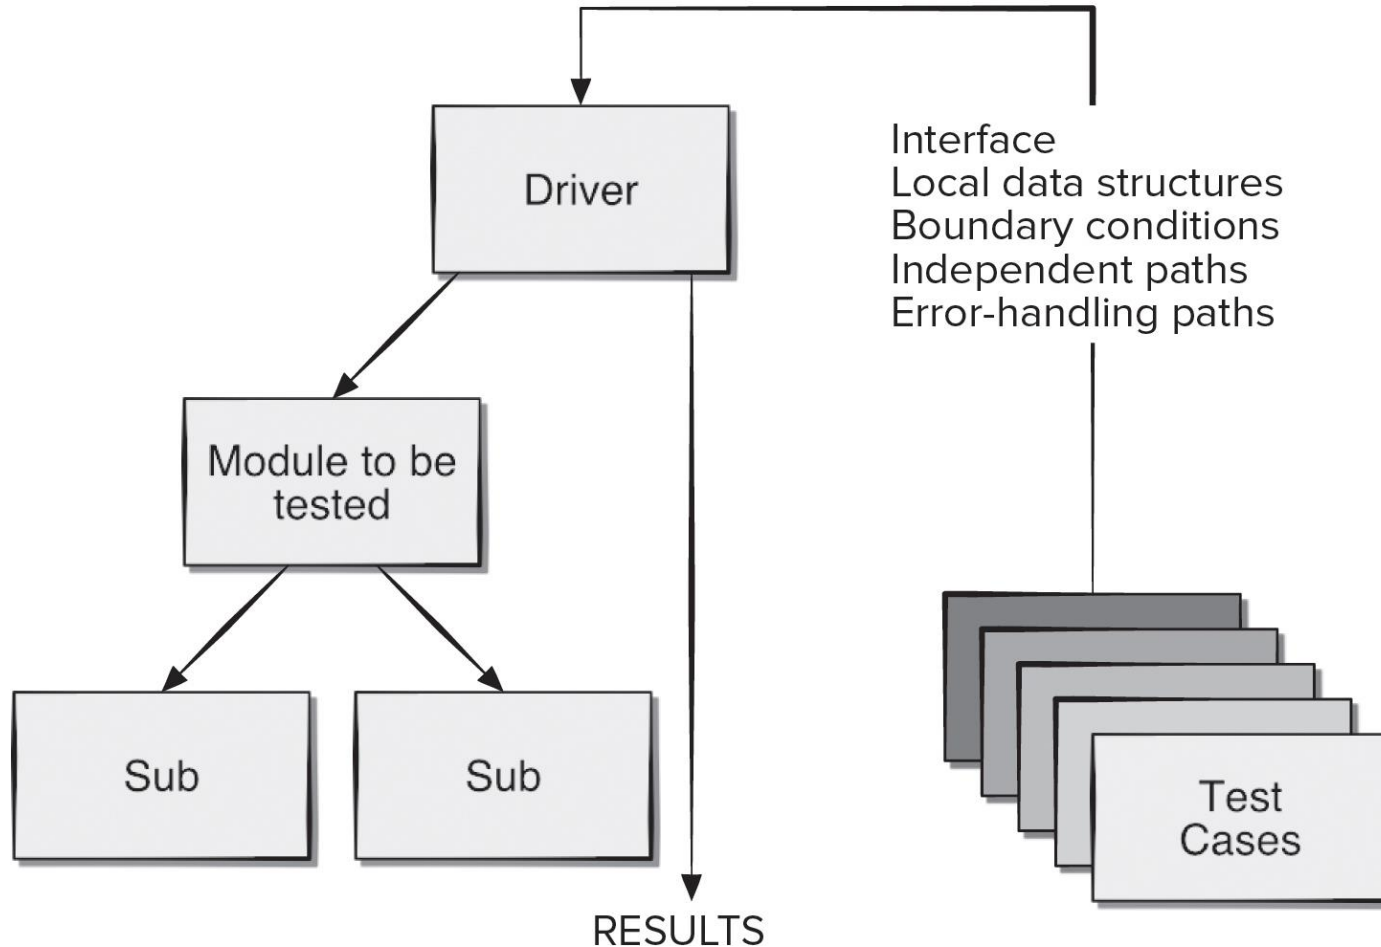 Driver
Interface
Local data structures
Boundary conditions
Independent paths
Error-handling paths
Module to be
tested
Sub
Sub
Test
Cases
RESULTS